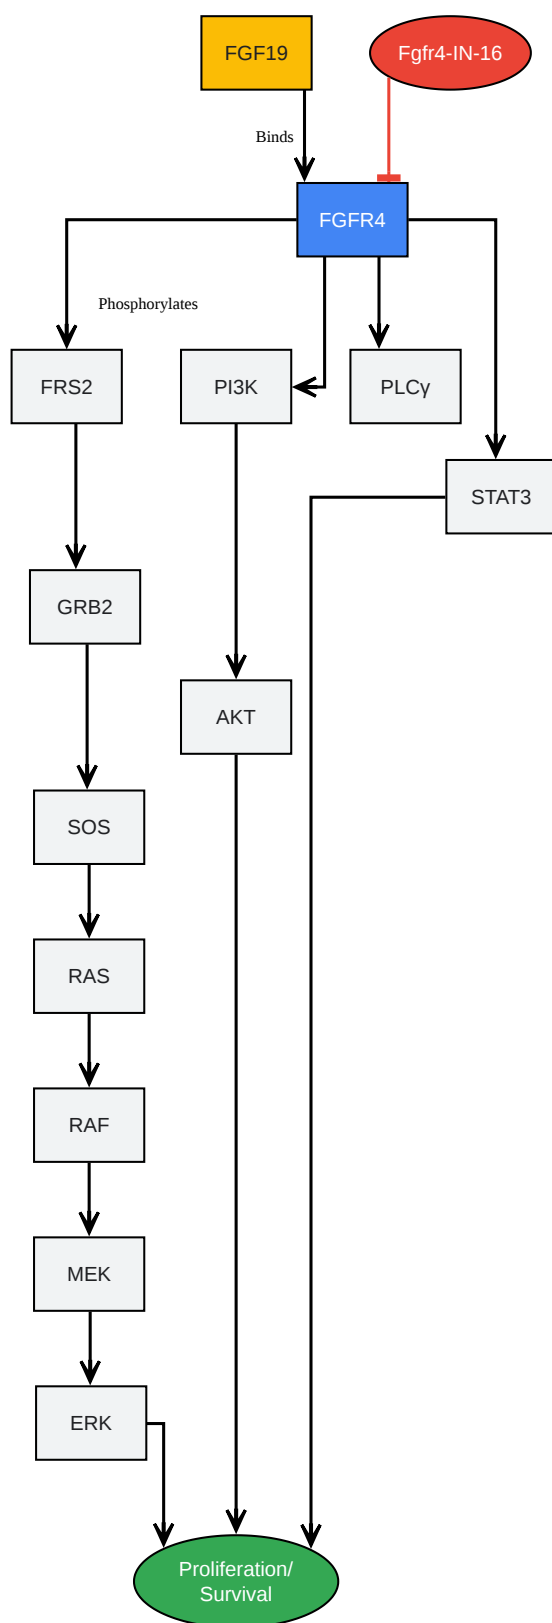 FGF19
Fgfr4-IN-16
Binds
FGFR4
Phosphorylates
FRS2
PI3K
PLCγ
STAT3
GRB2
AKT
SOS
RAS
RAF
MEK
ERK
Proliferation/
Survival